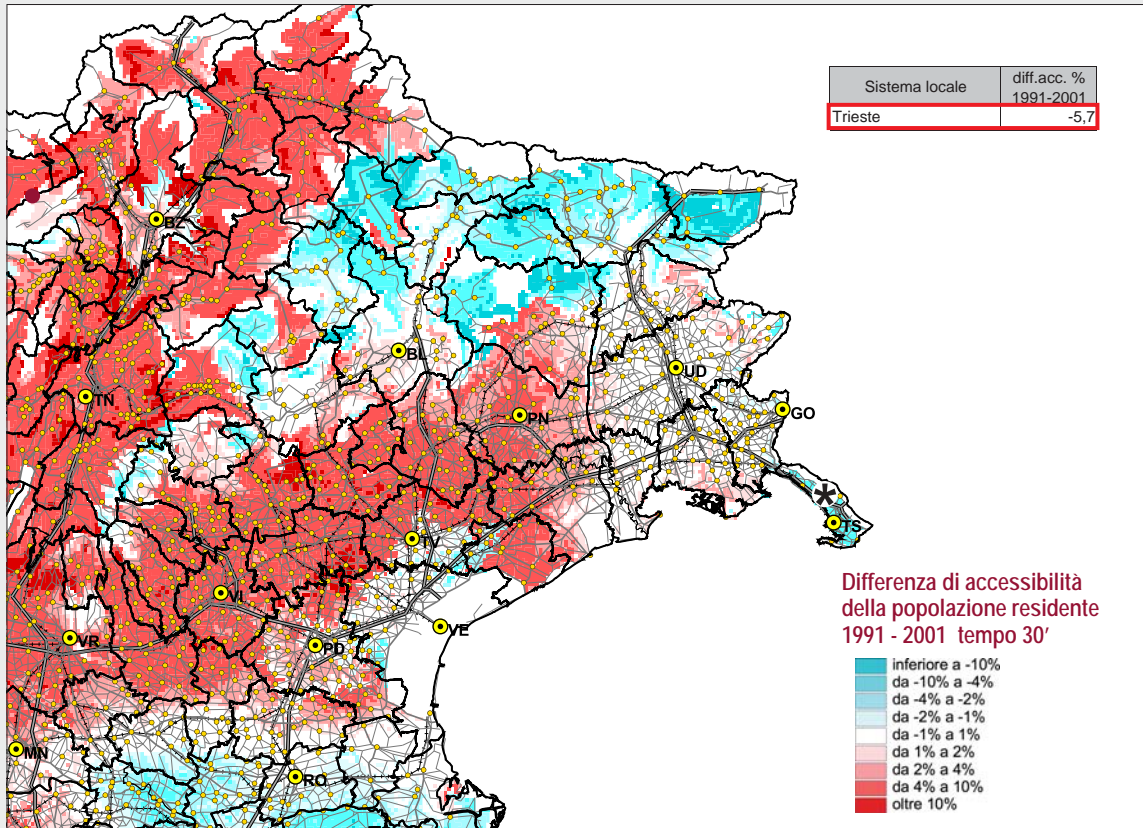 Sistema locale diff.acc. % 1991-2001
Trieste -5,7
BZ
BL
TN
UD
PN
GO
TS
TV
VI
VE
VR
PD
MN
RO
Differenza di accessibilità
della popolazione residente
1991 - 2001 tempo 30'
inferiore a -10%
da -10% a -4%
da -4% a -2%
da -2% a -1%
da -1% a 1%
da 1% a 2%
da 2% a 4%
da 4% a 10%
oltre 10%